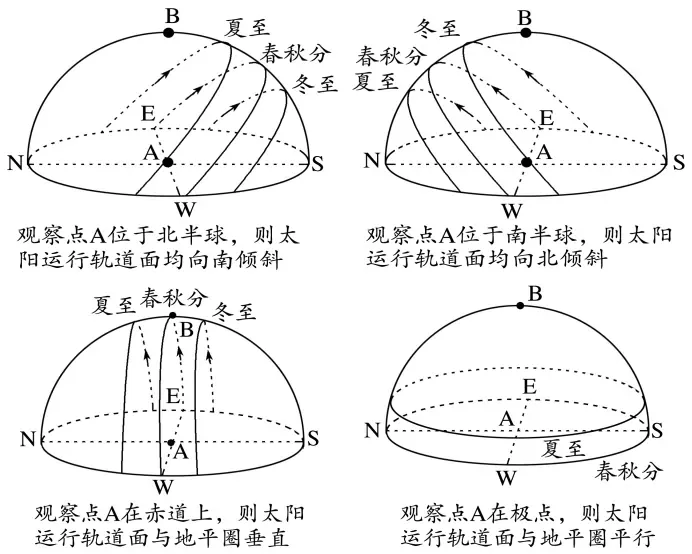 B
夏至
春秋分
冬至
E
A
N
S
W
观察点A位于北半球，则太
阳运行轨道面均向南倾斜
B
冬至
春秋分
夏至
E
A
N
S
W
观察点A位于南半球，则太阳
运行轨道面均向北倾斜
夏至
春秋分
冬至
B
E
A
N
S
W
观察点A在赤道上，则太阳
运行轨道面与地平圈垂直
B
E
A
N
S
夏至
W
春秋分
观察点A在极点，则太阳
运行轨道面与地平圈平行